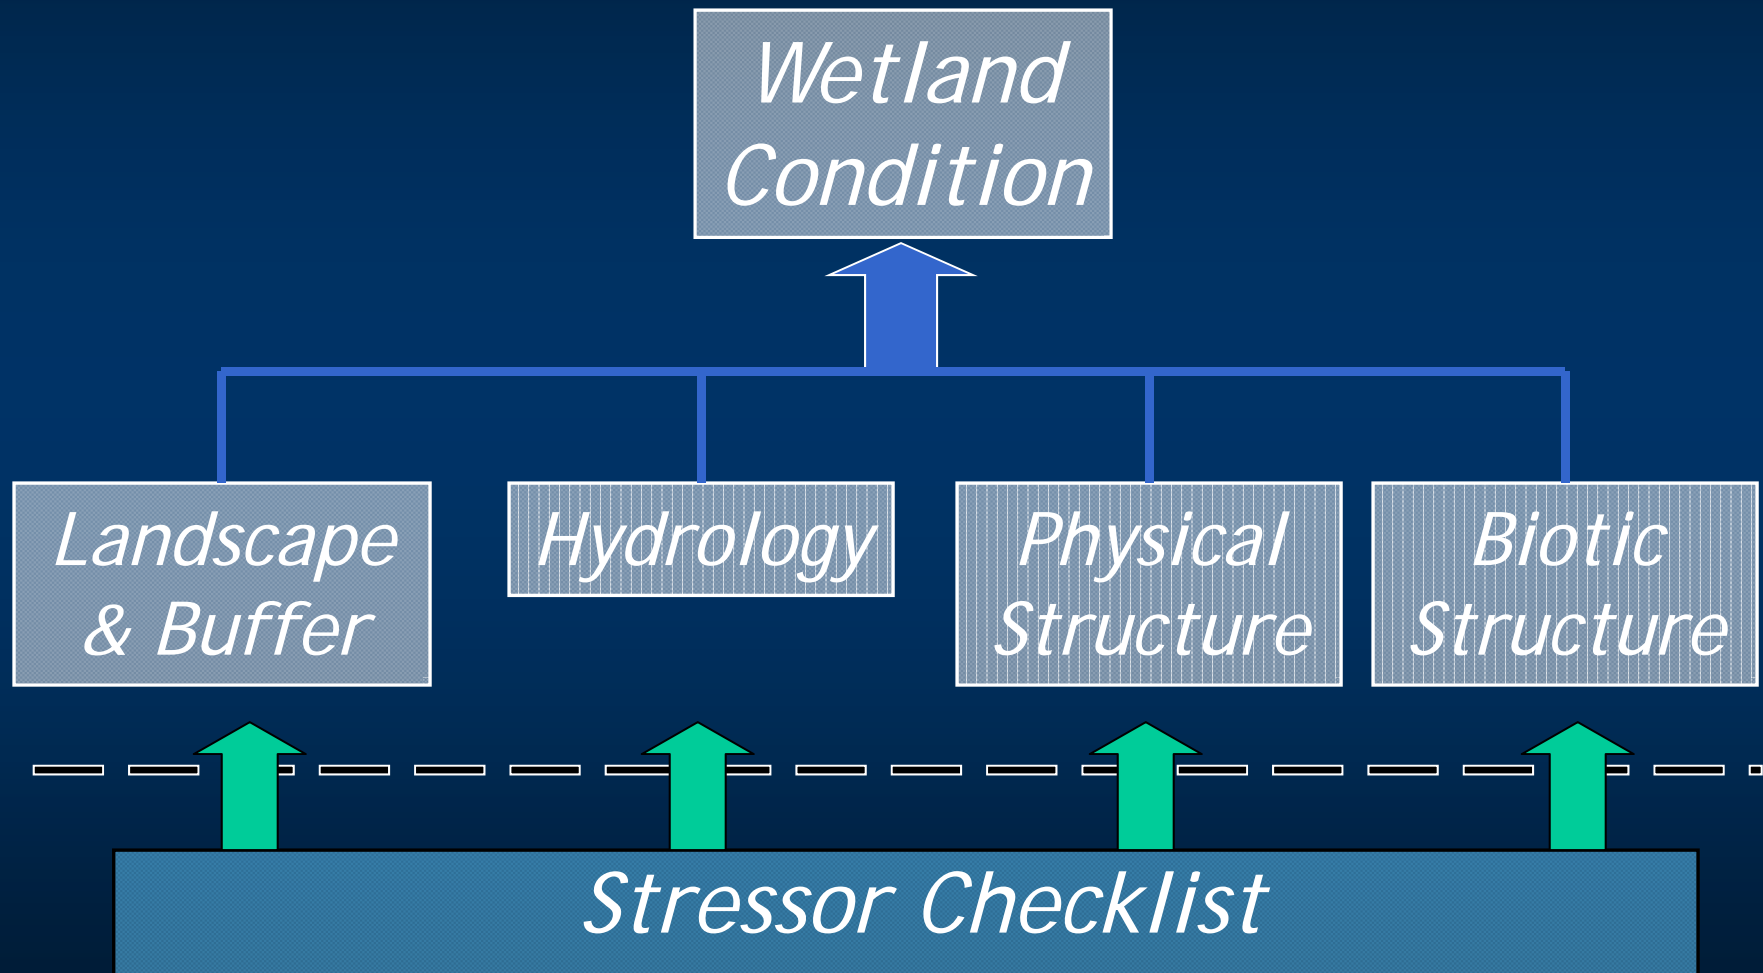 Wetland
Condition
Landscape
& Buffer
Hydrology
Physical
Structure
Biotic
Structure
Stressor Checklist